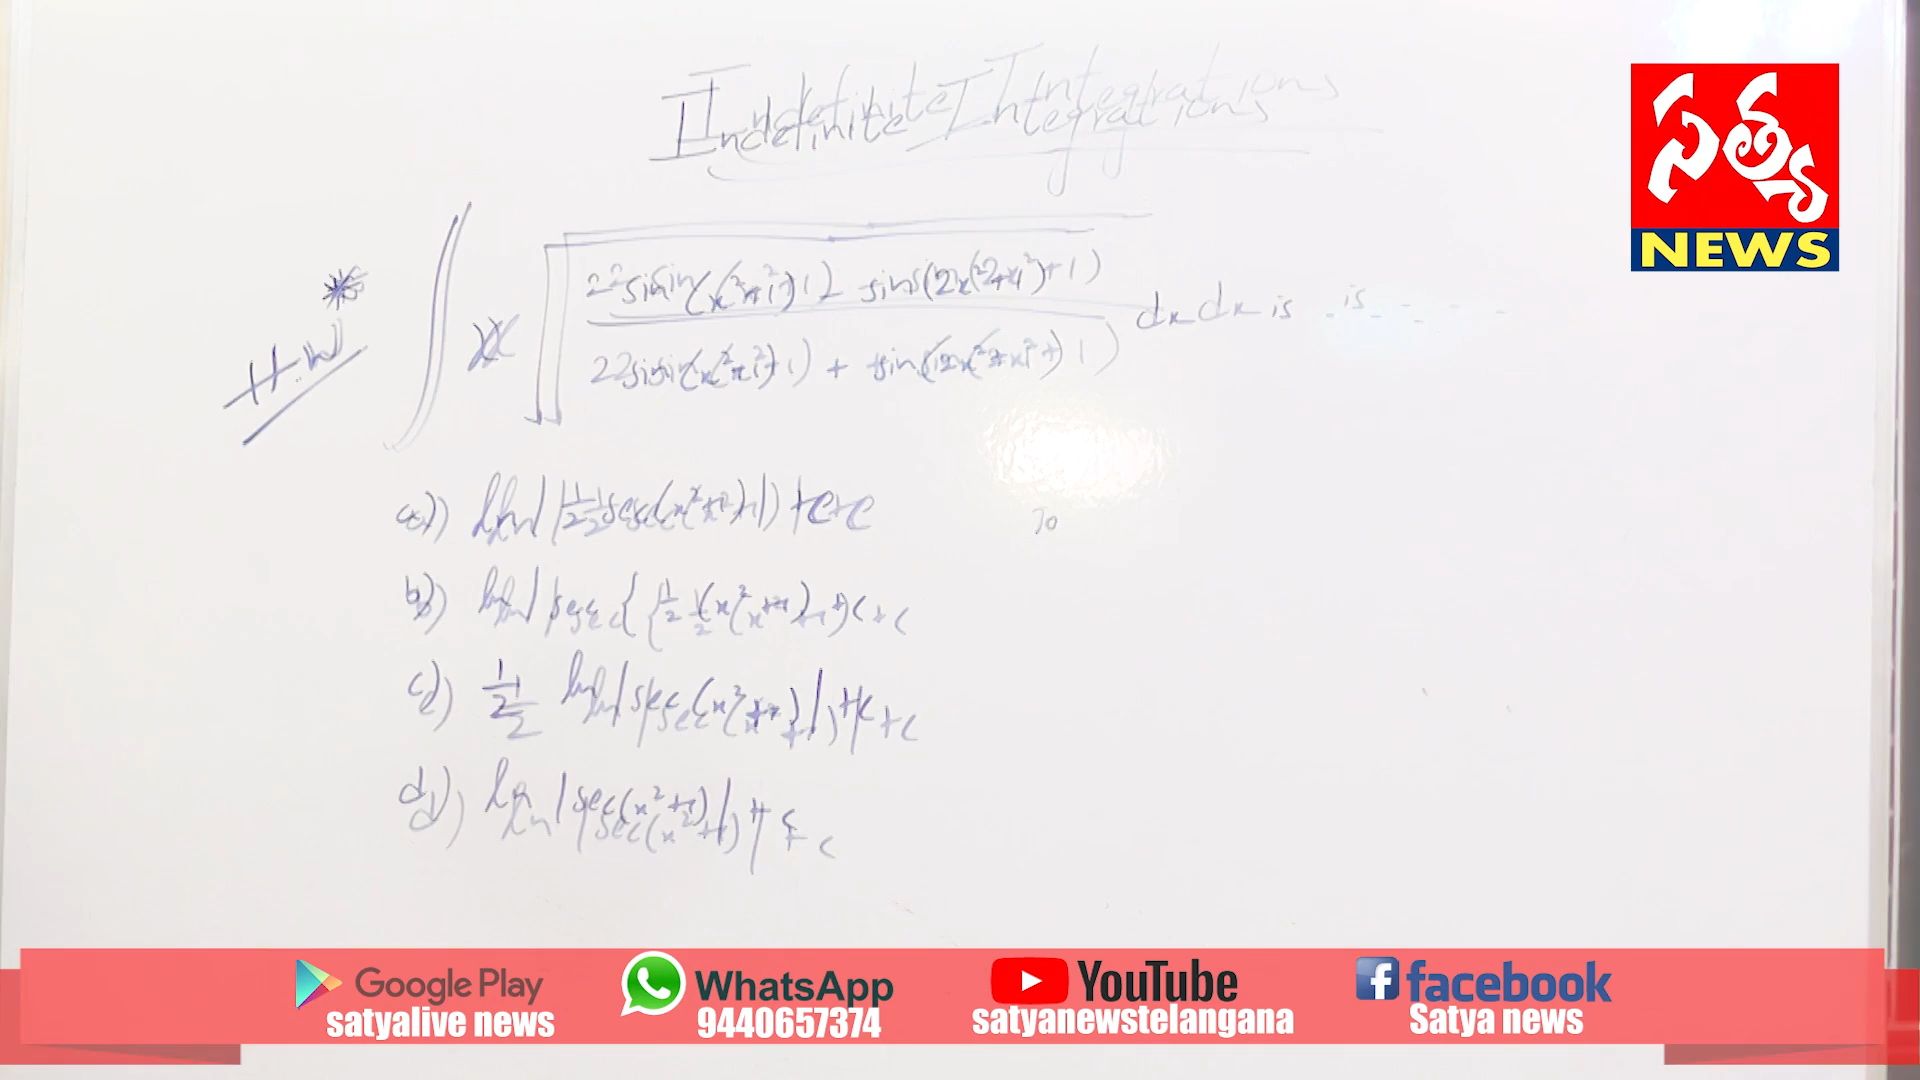 Indefinite Integrations
సత్య
NEWS
* H.W ∫ x √((2 sin(x²+1) - sin(2(x²+1))) / (2 sin(x²+1) + sin(2(x²+1)))) dx is - - - -
a) ln | 1/2 sec(x²+1) | + c
b) ln | sec { 1/2 (x²+1) + c
c) 1/2 ln | sec(x²+1) | + c
d) ln | sec(x²+1) | + c
Google Play
satyalive news
WhatsApp
9440657374
YouTube
satyanewstelangana
facebook
Satya news